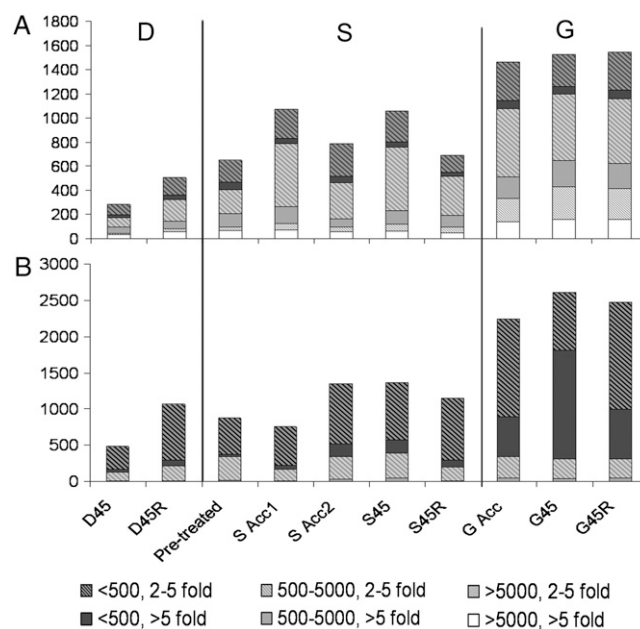 A
D
S
G
1800
1600
1400
1200
1000
800
600
400
200
0
B
3000
2500
2000
1500
1000
500
0
D45
D45R
Pre-treated
S Acc1
S Acc2
S45
S45R
G Acc
G45
G45R
<500, 2-5 fold
500-5000, 2-5 fold
>5000, 2-5 fold
<500, >5 fold
500-5000, >5 fold
>5000, >5 fold